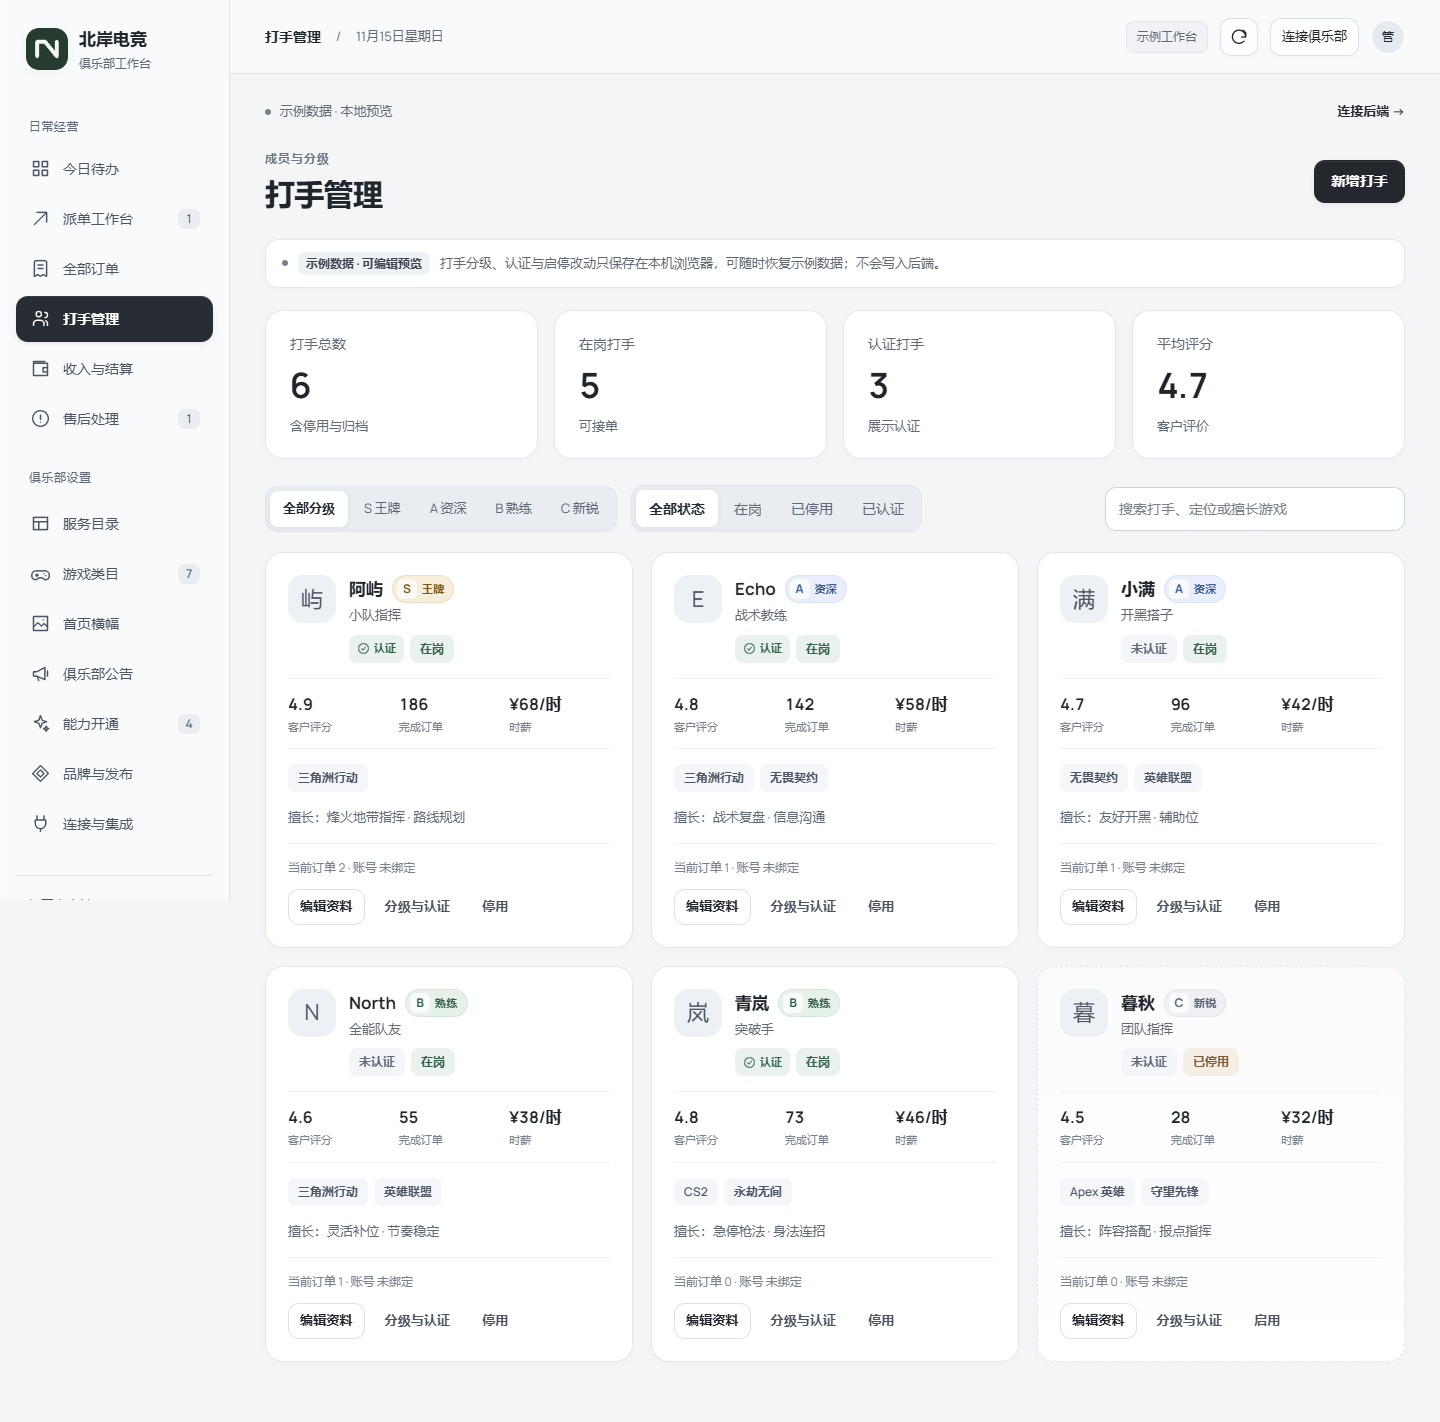 北岸电竞
俱乐部工作台
日常经营
今日待办
派单工作台 1
全部订单
打手管理
收入与结算
售后处理 1
俱乐部设置
服务目录
游戏类目 7
首页横幅
俱乐部公告
能力开通 4
品牌与发布
连接与集成
打手管理 / 11月15日星期日
示例工作台
连接俱乐部
管
示例数据·本地预览
连接后端 →
成员与分级
打手管理
新增打手
示例数据·可编辑预览 打手分级、认证与启停改动只保存在本机浏览器，可随时恢复示例数据；不会写入后端。
打手总数
6
含停用与归档
在岗打手
5
可接单
认证打手
3
展示认证
平均评分
4.7
客户评价
全部分级 S 王牌 A 资深 B 熟练 C 新锐
全部状态 在岗 已停用 已认证
搜索打手、定位或擅长游戏
屿
阿屿 S 王牌
小队指挥
认证 在岗
4.9 186 ¥68/时
客户评分 完成订单 时薪
三角洲行动
擅长：烽火地带指挥·路线规划
当前订单 2·账号 未绑定
编辑资料 分级与认证 停用
E
Echo A 资深
战术教练
认证 在岗
4.8 142 ¥58/时
客户评分 完成订单 时薪
三角洲行动 无畏契约
擅长：战术复盘·信息沟通
当前订单 1·账号 未绑定
编辑资料 分级与认证 停用
满
小满 A 资深
开黑搭子
未认证 在岗
4.7 96 ¥42/时
客户评分 完成订单 时薪
无畏契约 英雄联盟
擅长：友好开黑·辅助位
当前订单 1·账号 未绑定
编辑资料 分级与认证 停用
N
North B 熟练
全能队友
未认证 在岗
4.6 55 ¥38/时
客户评分 完成订单 时薪
三角洲行动 英雄联盟
擅长：灵活补位·节奏稳定
当前订单 1·账号 未绑定
编辑资料 分级与认证 停用
岚
青岚 B 熟练
突破手
认证 在岗
4.8 73 ¥46/时
客户评分 完成订单 时薪
CS2 永劫无间
擅长：急停枪法·身法连招
当前订单 0·账号 未绑定
编辑资料 分级与认证 停用
暮
暮秋 C 新锐
团队指挥
未认证 已停用
4.5 28 ¥32/时
客户评分 完成订单 时薪
Apex 英雄 守望先锋
擅长：阵容搭配·报点指挥
当前订单 0·账号 未绑定
编辑资料 分级与认证 启用